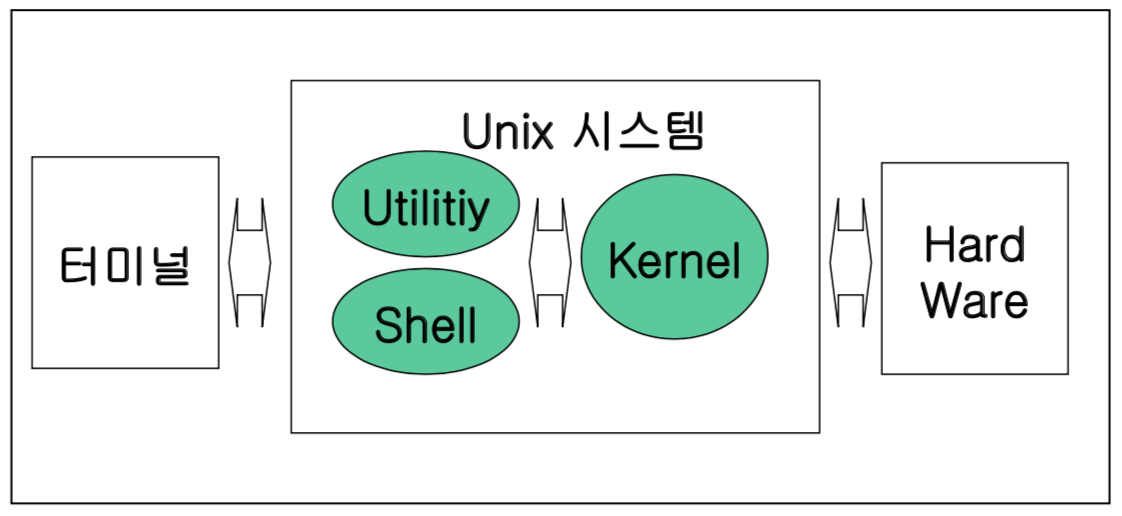 Unix 시스템
터미널
Utilitiy
Shell
Kernel
Hard
Ware